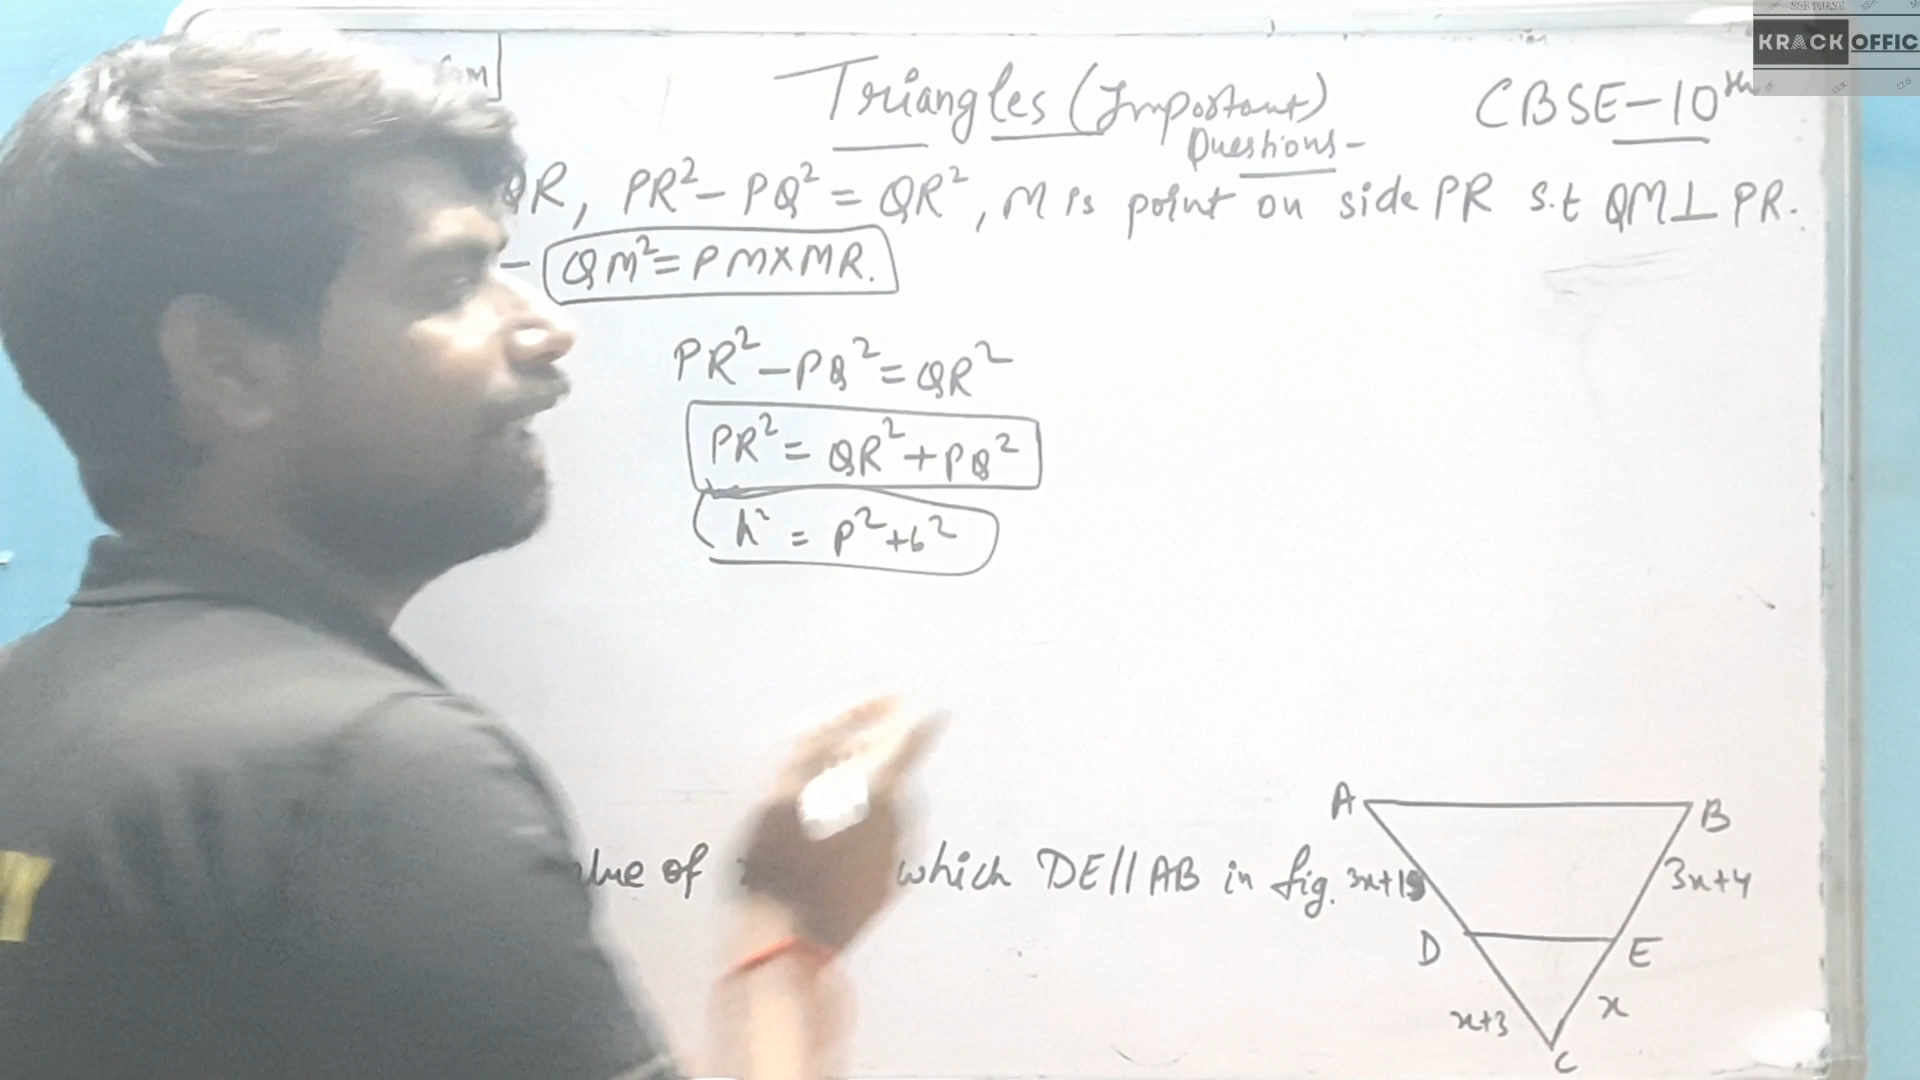 Triangles (Important) CBSE-10th
Questions-
QR, PR²-PQ² = QR², M is point on side PR s.t QM⊥PR.
- QM²=PM×MR.
PR²-PQ²=QR²
PR²= QR²+PQ²
h² = p²+b²
which DE||AB in fig.
A
B
3x+19
3x+4
D
E
x+3
x
C
KRACK OFFIC